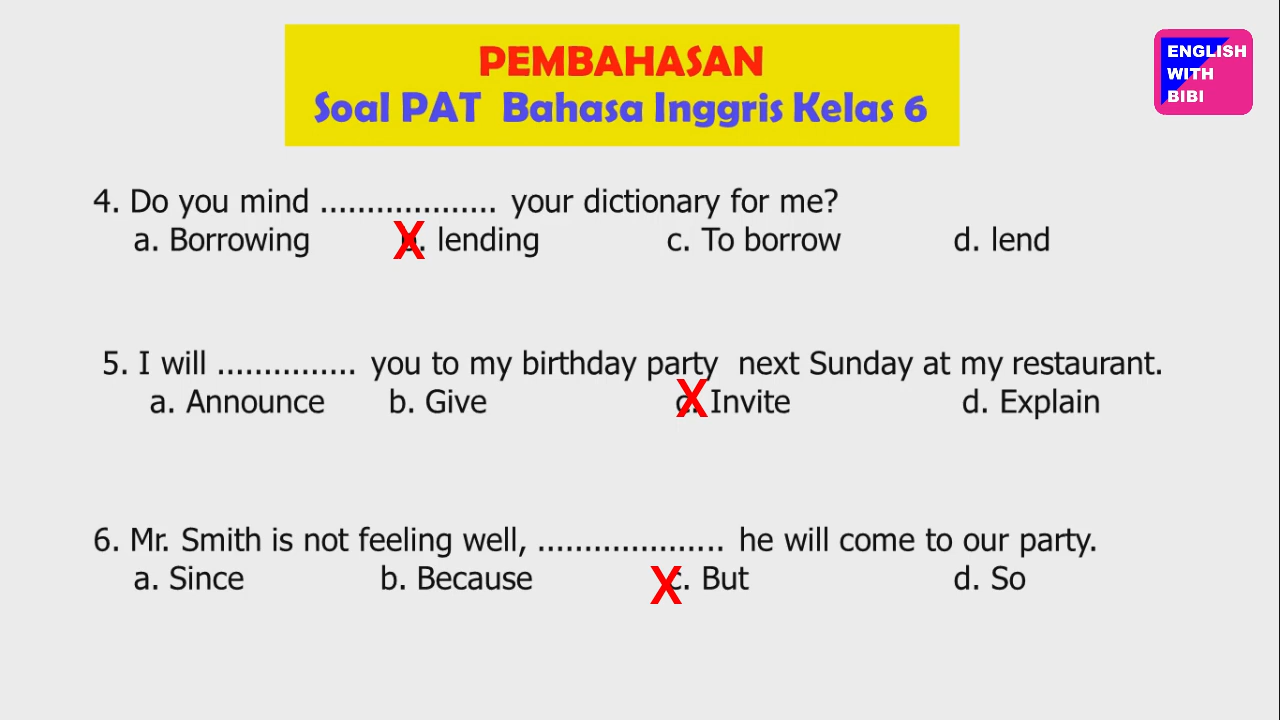 PEMBAHASAN
Soal PAT Bahasa Inggris Kelas 6
ENGLISH
WITH
BIBI
4. Do you mind ................... your dictionary for me?
a. Borrowing X b. lending c. To borrow d. lend
5. I will ............... you to my birthday party next Sunday at my restaurant.
a. Announce b. Give X c. Invite d. Explain
6. Mr. Smith is not feeling well, .................... he will come to our party.
a. Since b. Because X c. But d. So